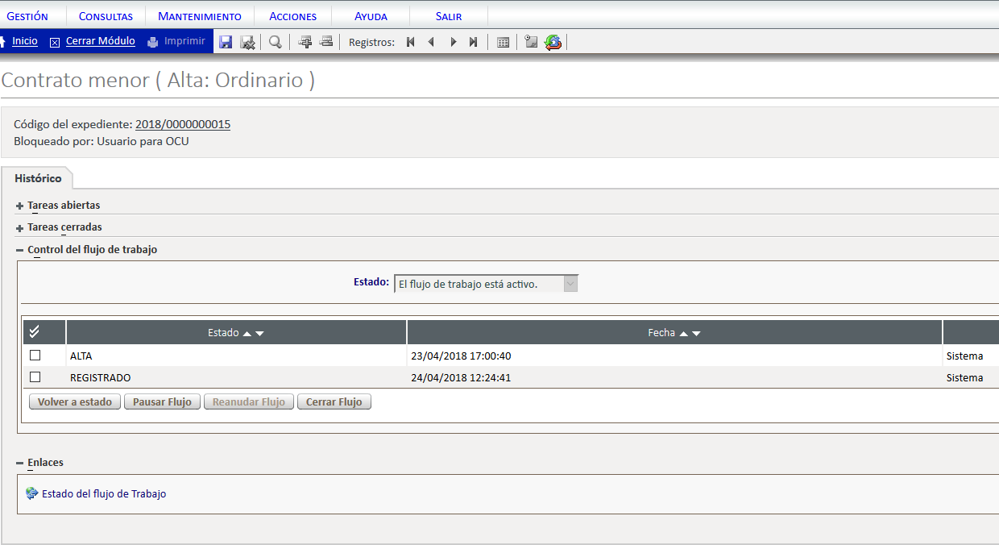 Gestión Consultas Mantenimiento Acciones Ayuda Salir
Inicio Cerrar Módulo Imprimir Registros:
Contrato menor ( Alta: Ordinario )
Código del expediente: 2018/0000000015
Bloqueado por: Usuario para OCU
Histórico
Tareas abiertas
Tareas cerradas
Control del flujo de trabajo
Estado: El flujo de trabajo está activo.
Estado Fecha
ALTA 23/04/2018 17:00:40 Sistema
REGISTRADO 24/04/2018 12:24:41 Sistema
Volver a estado Pausar Flujo Reanudar Flujo Cerrar Flujo
Enlaces
Estado del flujo de Trabajo